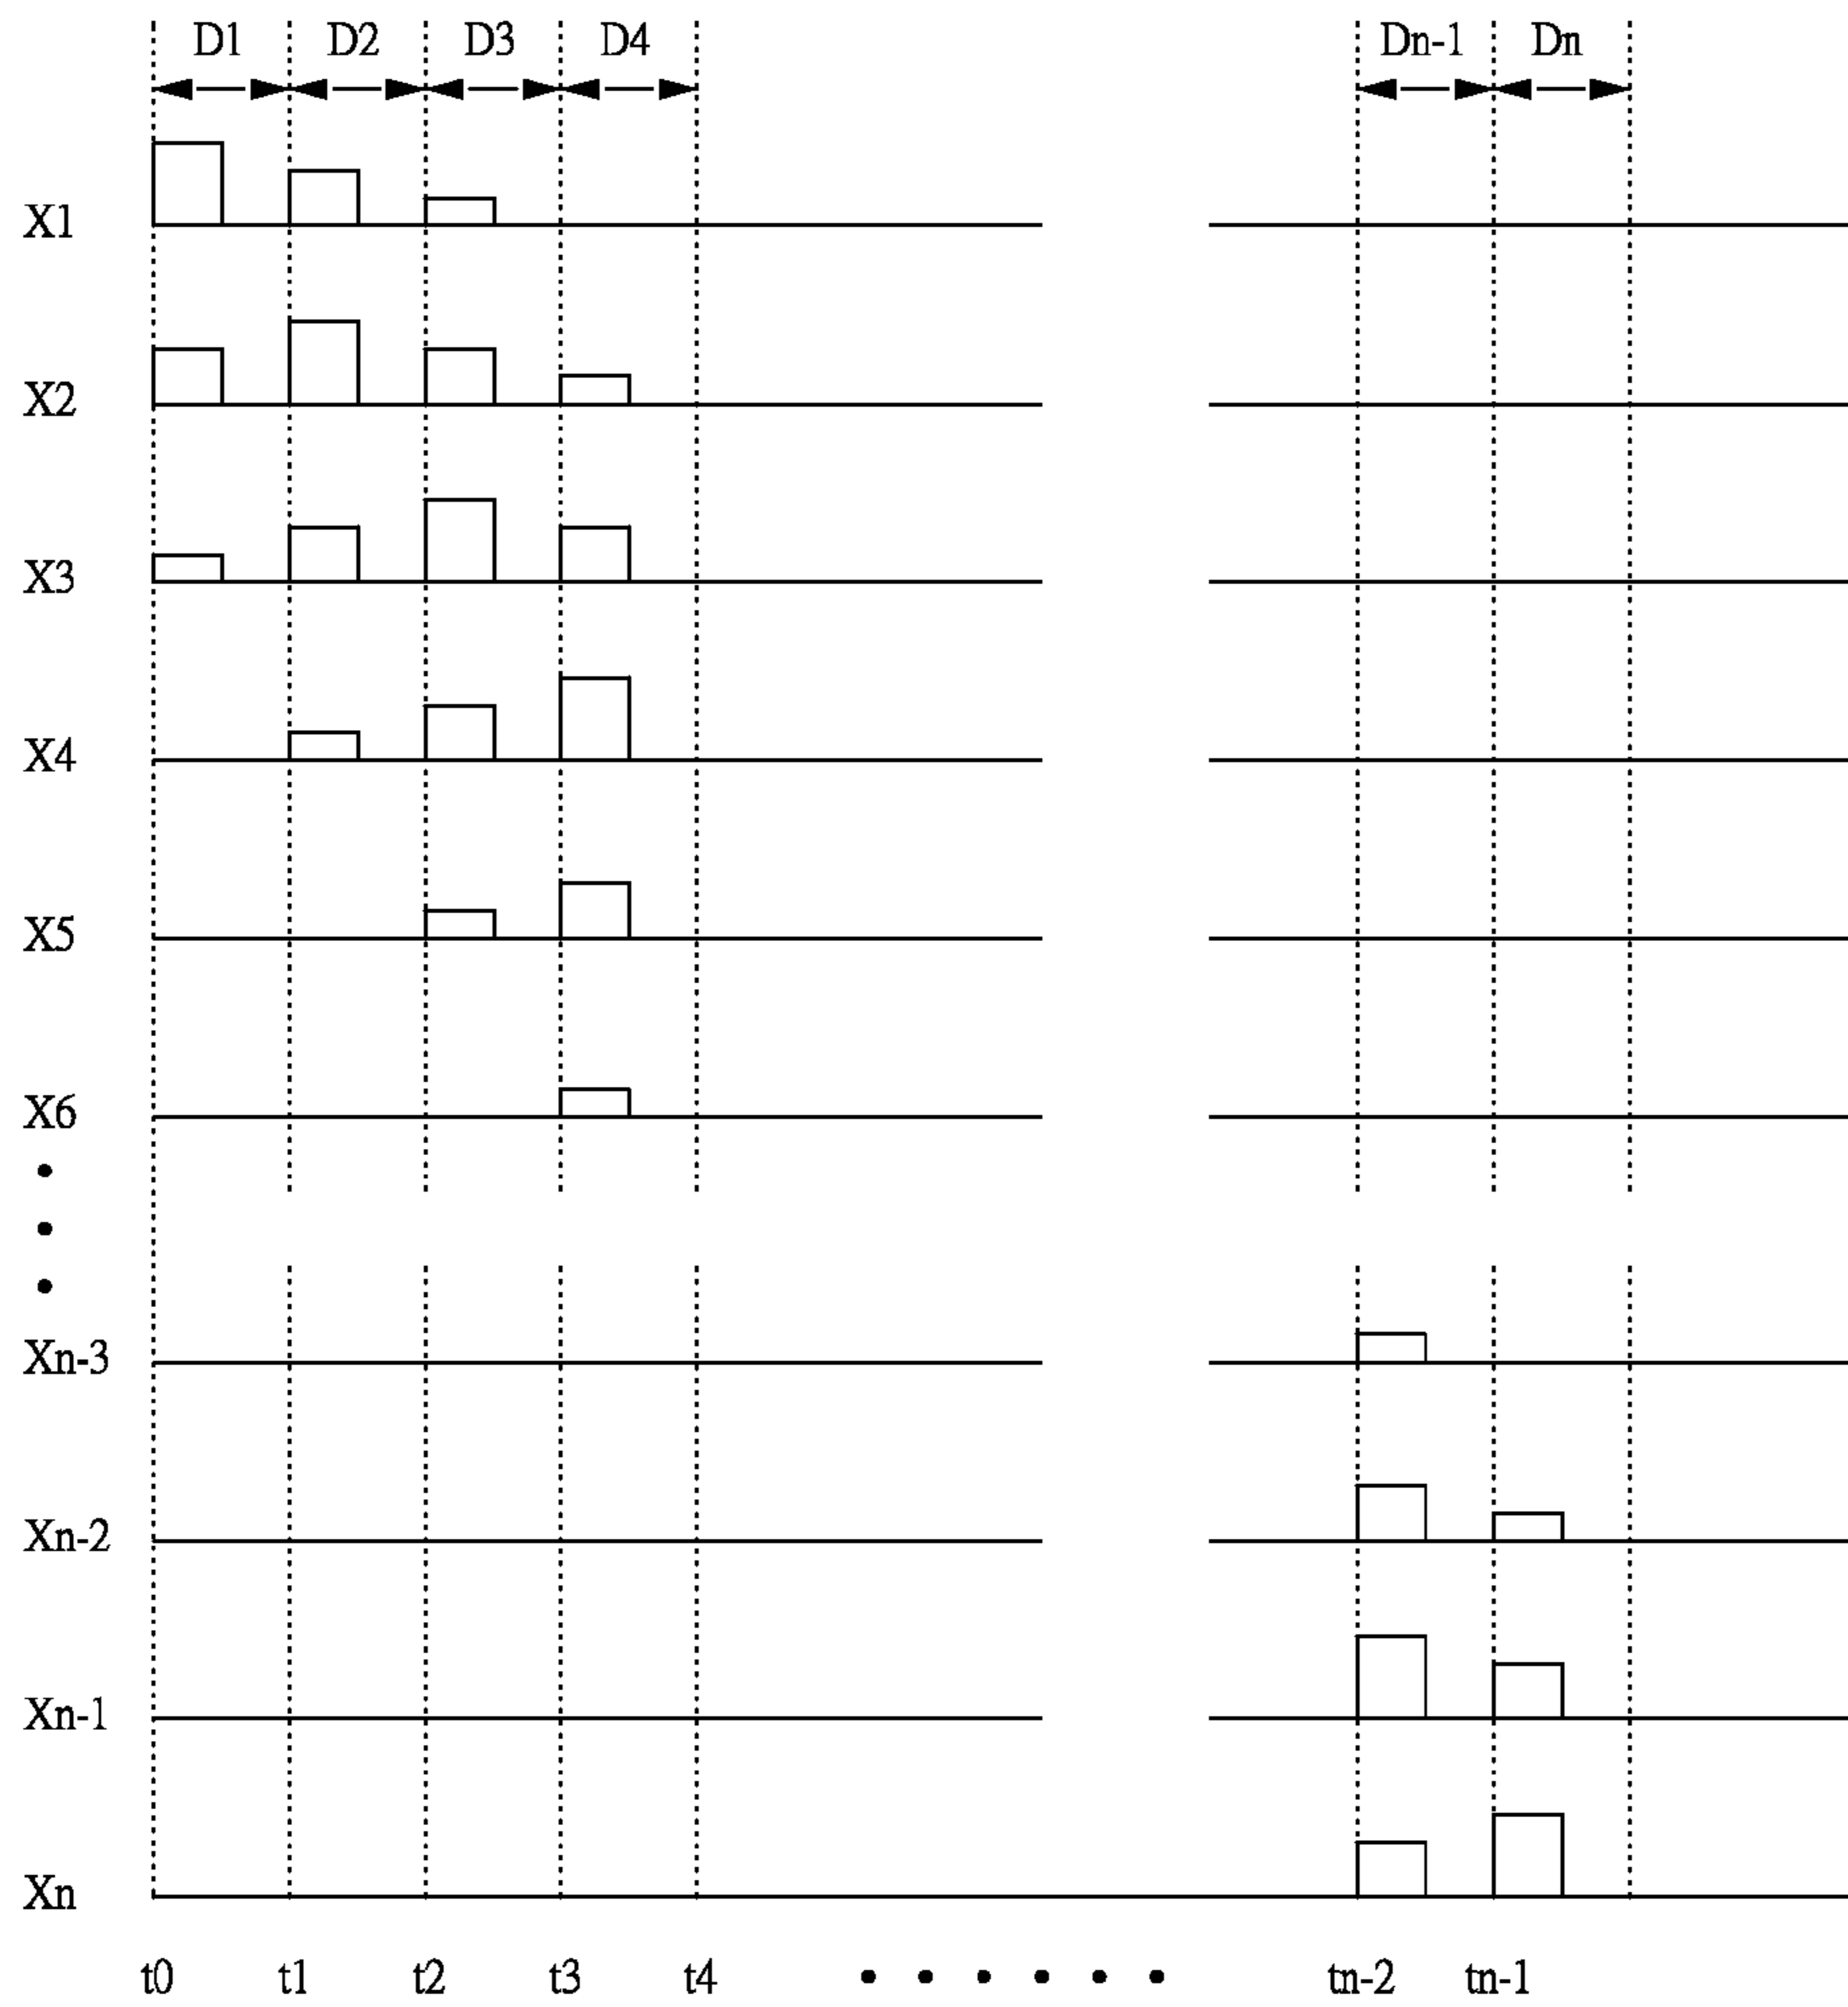 D1 D2 D3 D4 Dn-1 Dn
X1
X2
X3
X4
X5
X6
Xn-3
Xn-2
Xn-1
Xn
t0 t1 t2 t3 t4 • • • • • • tn-2 tn-1